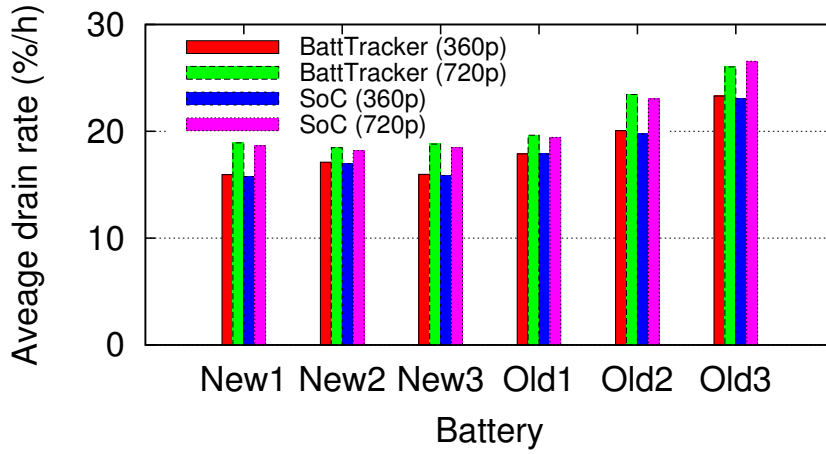 Aveage drain rate (%/h)
30
20
10
0
BattTracker (360p)
BattTracker (720p)
SoC (360p)
SoC (720p)
New1 New2 New3 Old1 Old2 Old3
Battery